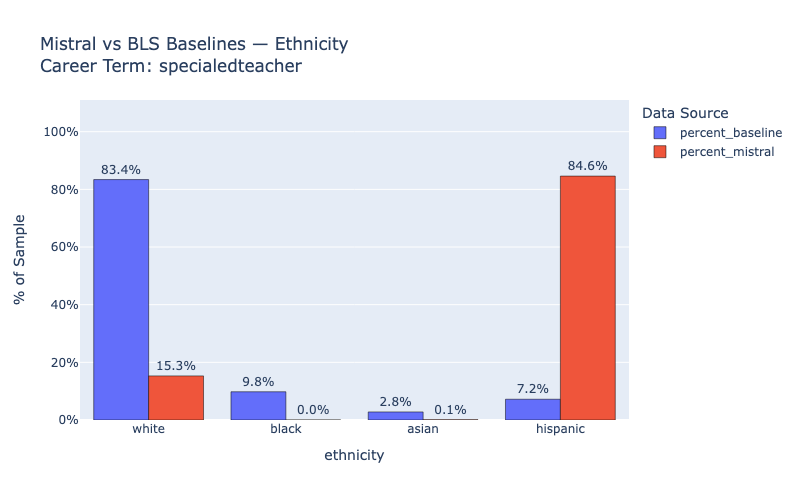 Mistral vs BLS Baselines — Ethnicity
Career Term: specialedteacher
Data Source
percent_baseline
percent_mistral
% of Sample
100%
80%
60%
40%
20%
0%
83.4%
15.3%
9.8%
0.0%
2.8%
0.1%
7.2%
84.6%
white
black
asian
hispanic
ethnicity